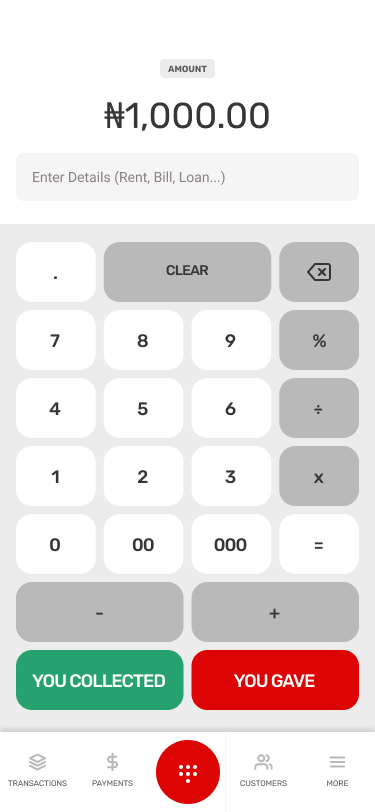 AMOUNT
₦1,000.00
Enter Details (Rent, Bill, Loan...)
. CLEAR
7 8 9 %
4 5 6 ÷
1 2 3 x
0 00 000 =
- +
YOU COLLECTED YOU GAVE
TRANSACTIONS PAYMENTS CUSTOMERS MORE